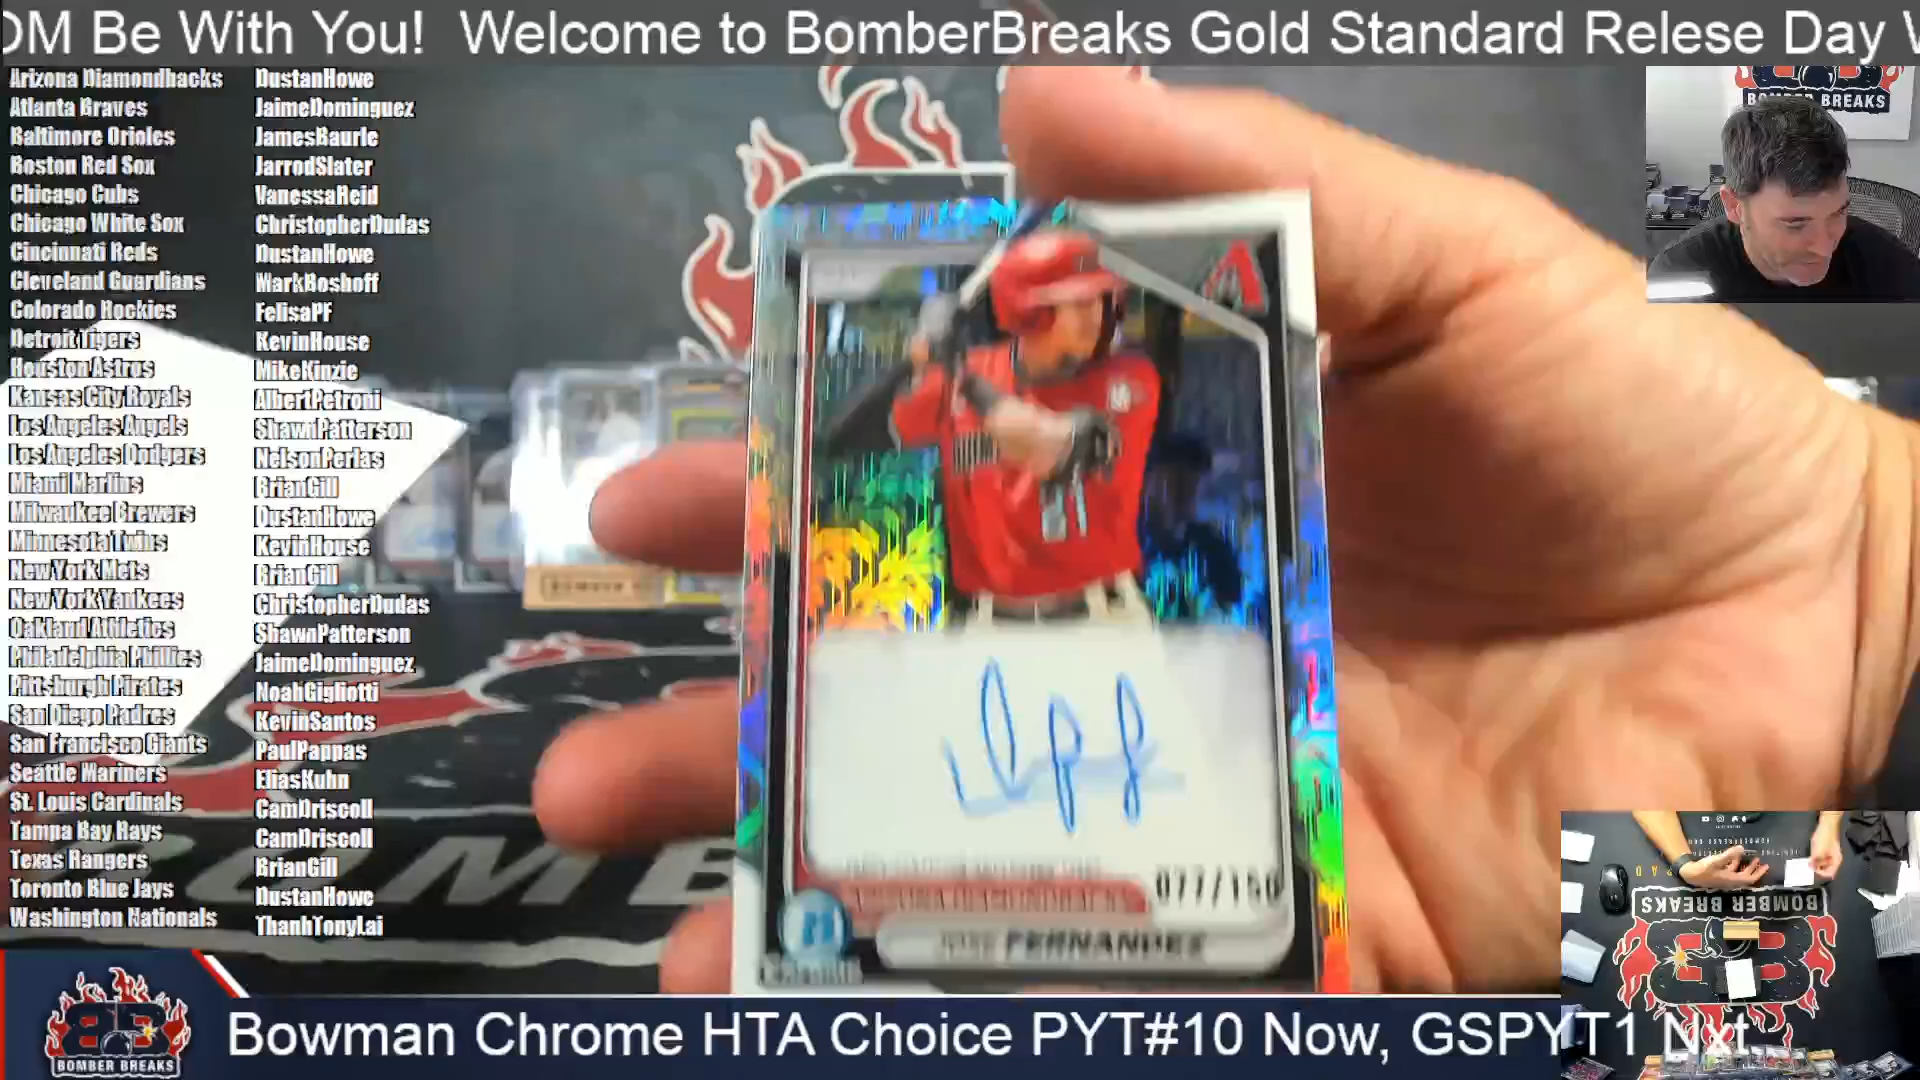 OM Be With You! Welcome to BomberBreaks Gold Standard Relese Day
BOMBER BREAKS
Arizona Diamondbacks DustanHowe
Atlanta Braves JaimeDominguez
Baltimore Orioles JamesBaurle
Boston Red Sox JarrodSlater
Chicago Cubs VanessaHeid
Chicago White Sox ChristopherDudas
Cincinnati Reds DustanHowe
Cleveland Guardians MarkBoshoff
Colorado Rockies FelisaPF
Detroit Tigers KevinHouse
Houston Astros MikeKinzie
Kansas City Royals AlbertPetroni
Los Angeles Angels ShawnPatterson
Los Angeles Dodgers NelsonPerlas
Miami Marlins BrianGill
Milwaukee Brewers DustanHowe
Minnesota Twins KevinHouse
New York Mets BrianGill
New York Yankees ChristopherDudas
Oakland Athletics ShawnPatterson
Philadelphia Phillies JaimeDominguez
Pittsburgh Pirates NoahGigliotti
San Diego Padres KevinSantos
San Francisco Giants PaulPappas
Seattle Mariners EliasKuhn
St. Louis Cardinals CamDriscoll
Tampa Bay Rays CamDriscoll
Texas Rangers BrianGill
Toronto Blue Jays DustanHowe
Washington Nationals ThanhTonyLai
077/150
FERNANDEZ
BOMB
BOMBER BREAKS
BOMBER BREAKS
Bowman Chrome HTA Choice PYT#10 Now, GSPYT1 Nxt